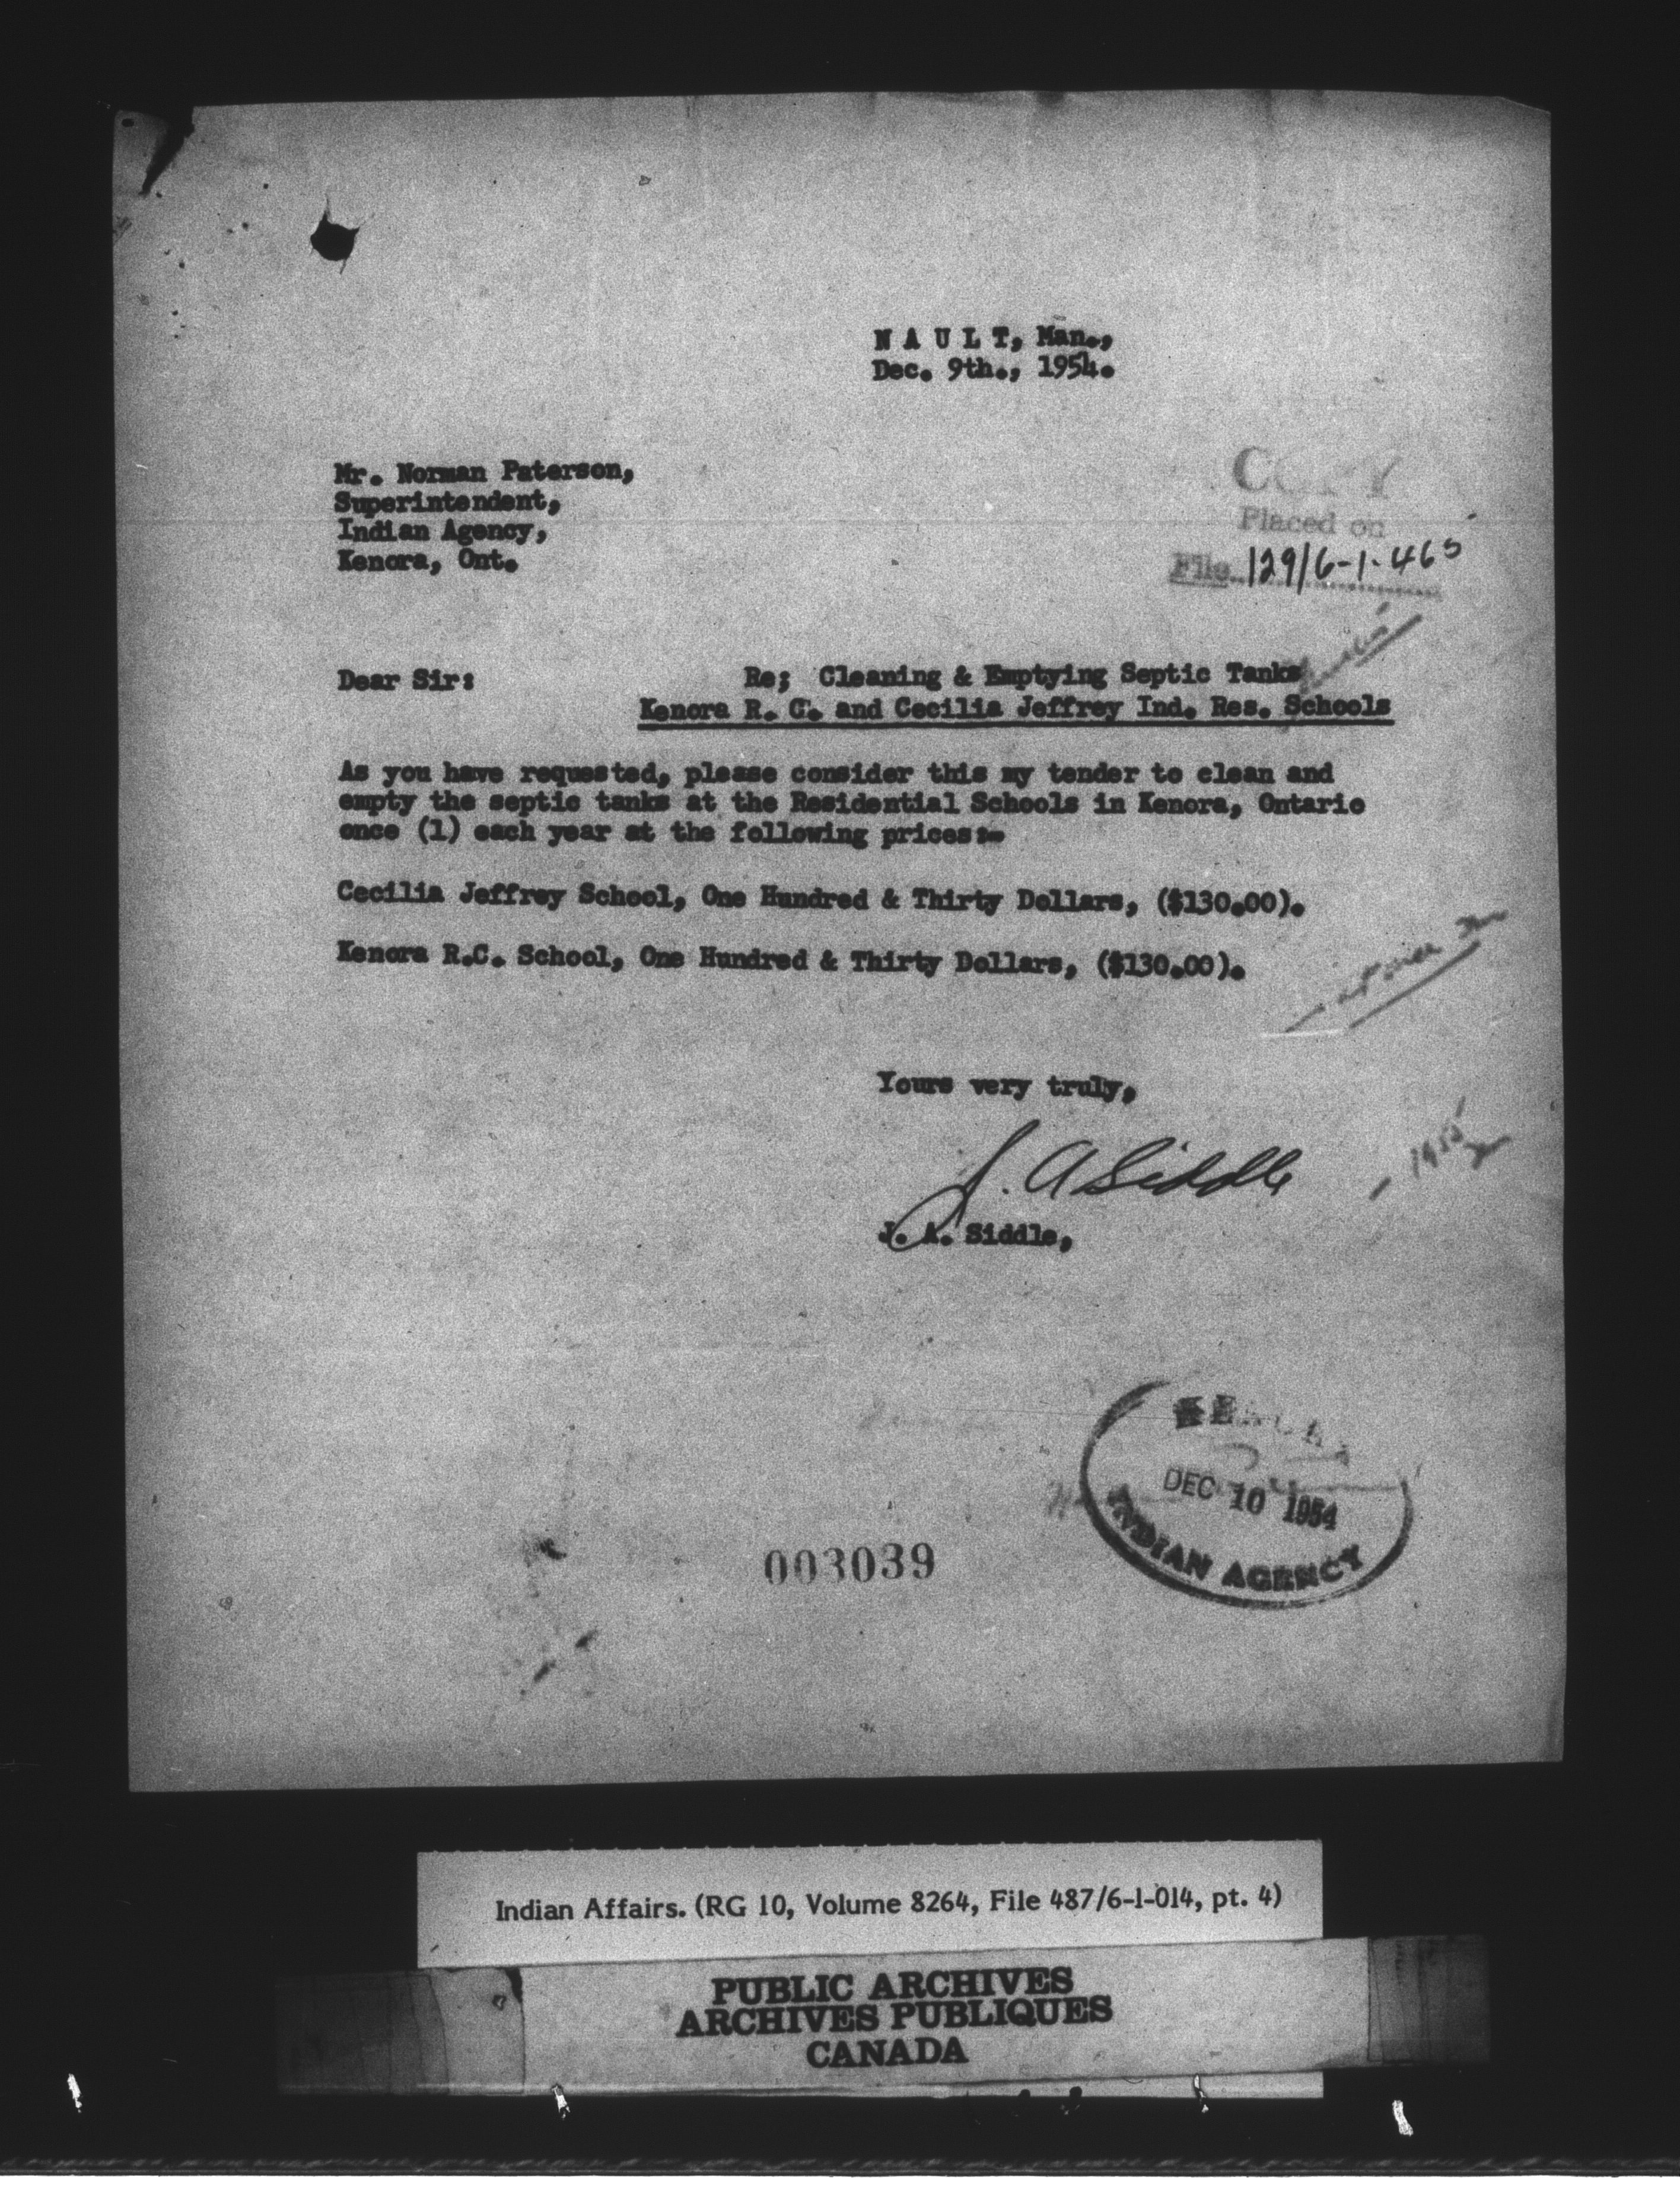 N A U L T, Man.,
Dec. 9th., 1954.
Mr. Norman Paterson,
Superintendent,
Indian Agency,
Kenora, Ont.
COPY
Placed on
File 129/6-1-465
Dear Sir:
Re; Cleaning & Emptying Septic Tanks
Kenora R. C. and Cecilia Jeffrey Ind. Res. Schools
As you have requested, please consider this my tender to clean and
empty the septic tanks at the Residential Schools in Kenora, Ontario
once (1) each year at the following prices:-
Cecilia Jeffrey School, One Hundred & Thirty Dollars, ($130.00).
Kenora R.C. School, One Hundred & Thirty Dollars, ($130.00).
Yours very truly,
J. A Siddle
J. A. Siddle,
1955
KENORA
DEC 10 1954
INDIAN AGENCY
003039
Indian Affairs. (RG 10, Volume 8264, File 487/6-1-014, pt. 4)
PUBLIC ARCHIVES
ARCHIVES PUBLIQUES
CANADA